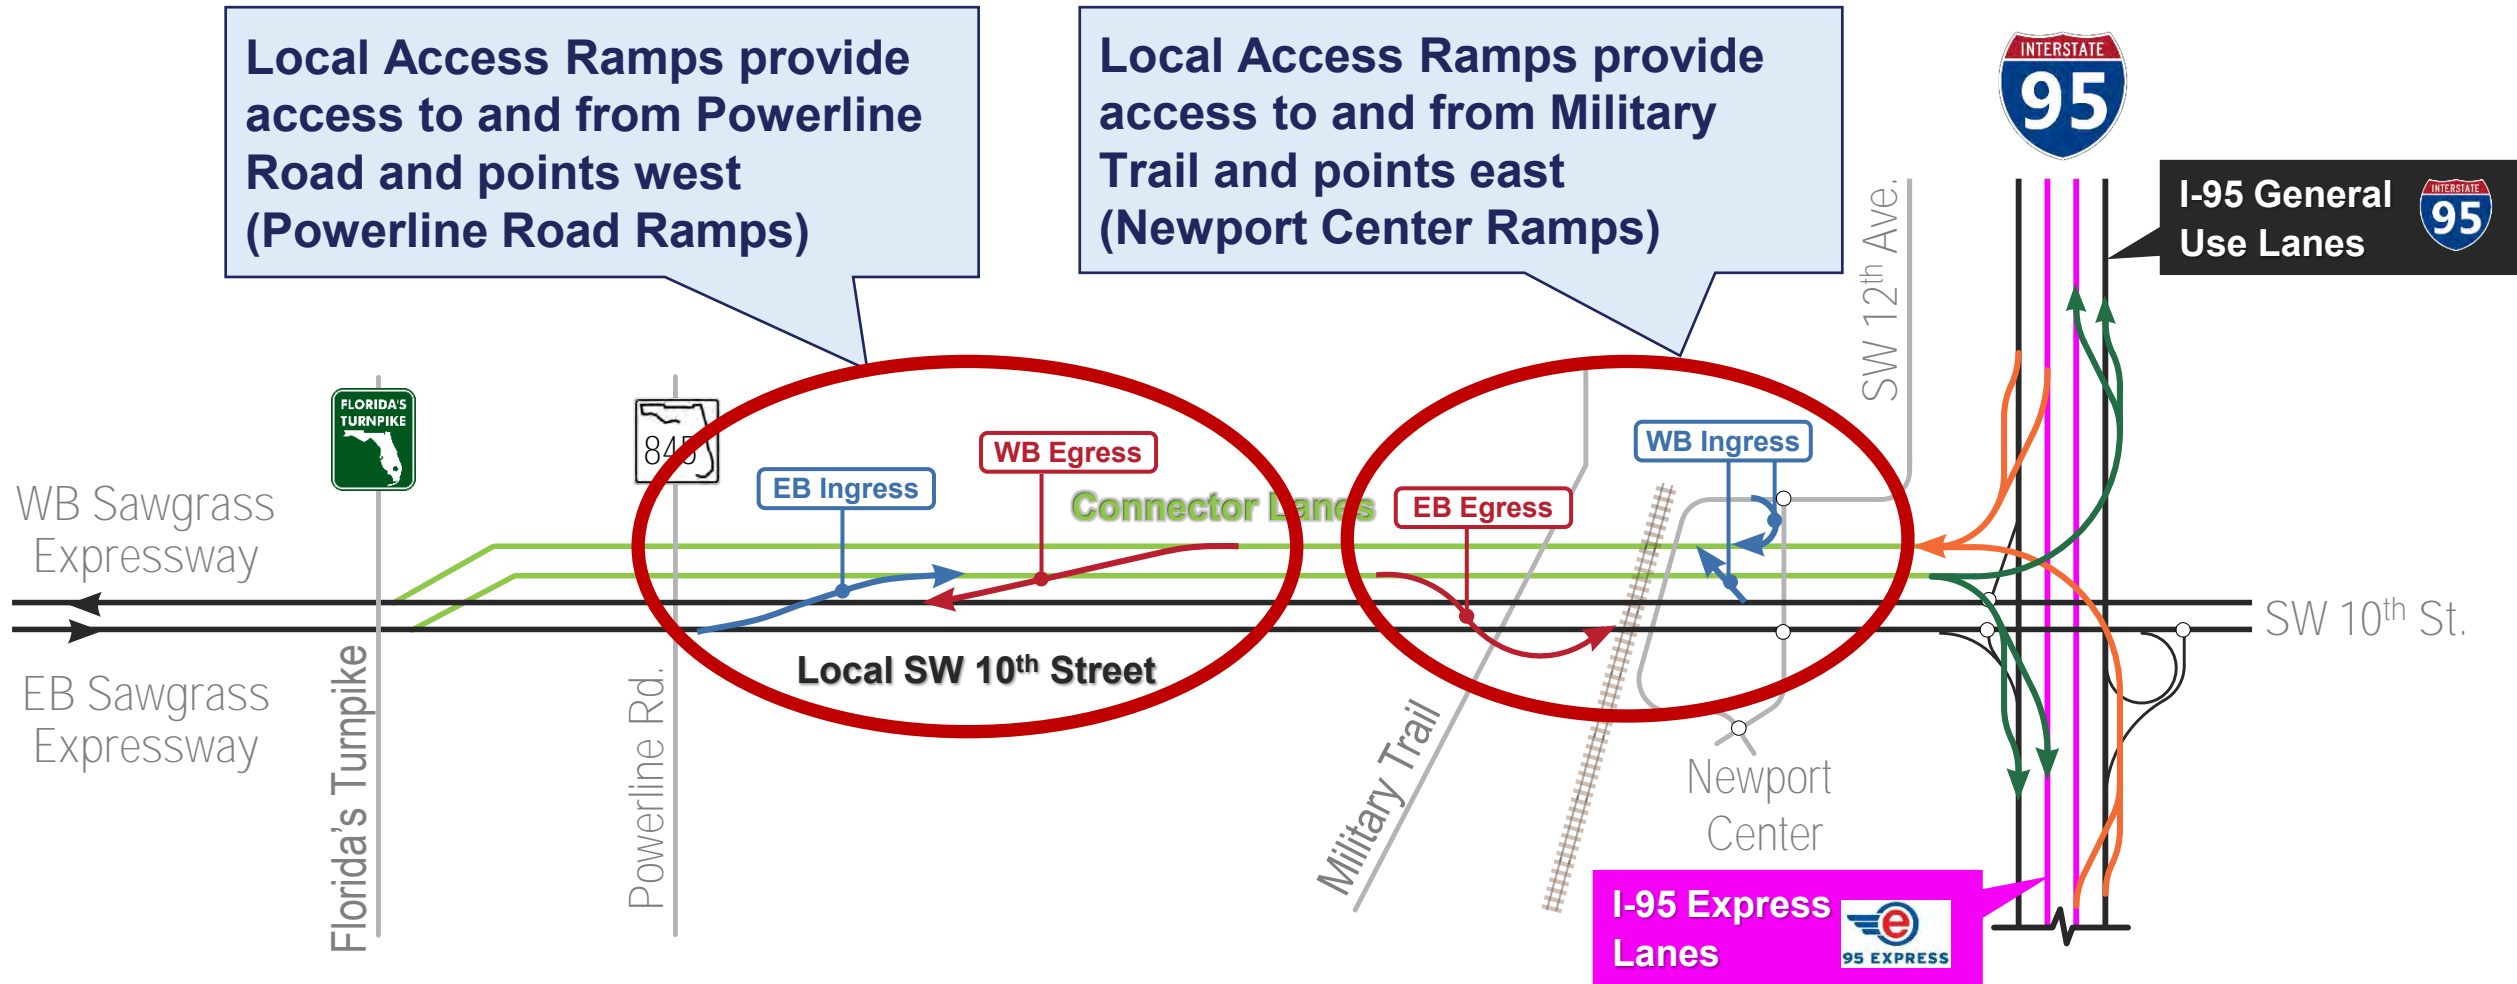 Local Access Ramps provide
access to and from Powerline
Road and points west
(Powerline Road Ramps)
Local Access Ramps provide
access to and from Military
Trail and points east
(Newport Center Ramps)
INTERSTATE
95
I-95 General
Use Lanes
INTERSTATE
95
SW 12th Ave.
FLORIDA'S
TURNPIKE
845
WB Egress
WB Ingress
EB Ingress
Connector Lanes
EB Egress
WB Sawgrass
Expressway
SW 10th St.
Local SW 10th Street
EB Sawgrass
Expressway
Florida's Turnpike
Powerline Rd.
Military Trail
Newport
Center
I-95 Express
Lanes
e
95 EXPRESS